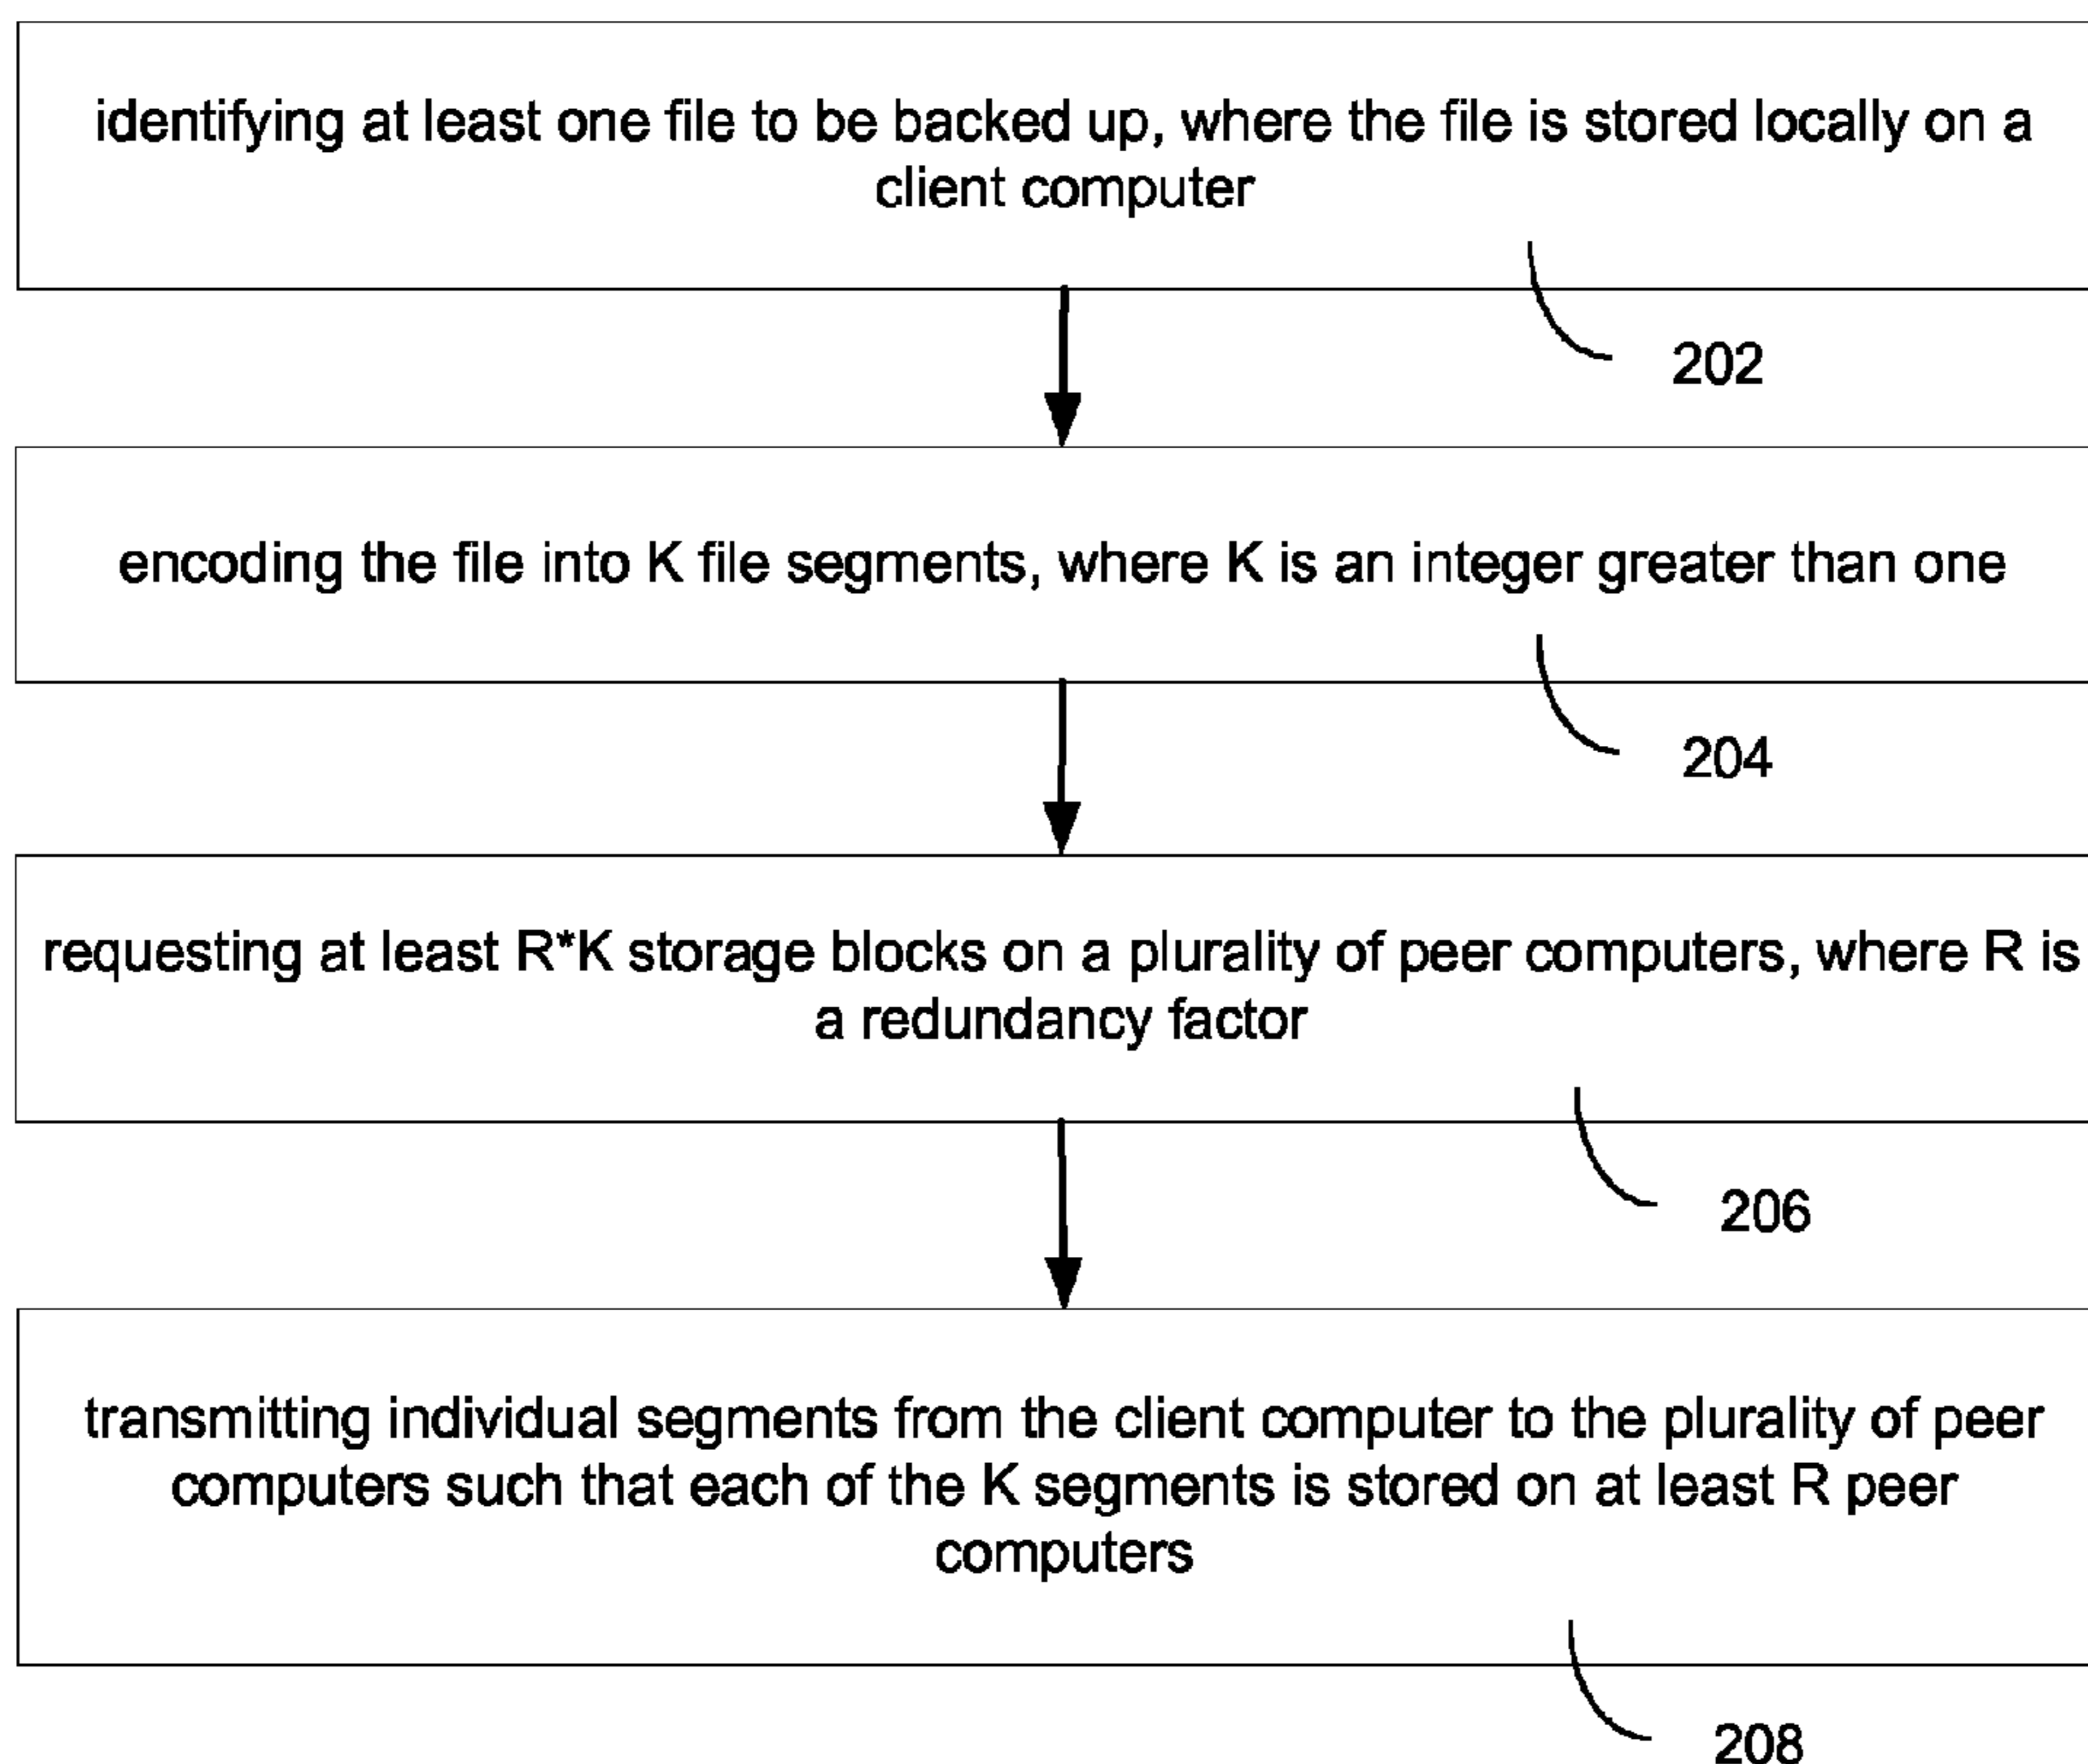 identifying at least one file to be backed up, where the file is stored locally on a
client computer
202
encoding the file into K file segments, where K is an integer greater than one
204
requesting at least R*K storage blocks on a plurality of peer computers, where R is
a redundancy factor
206
transmitting individual segments from the client computer to the plurality of peer
computers such that each of the K segments is stored on at least R peer
computers
208